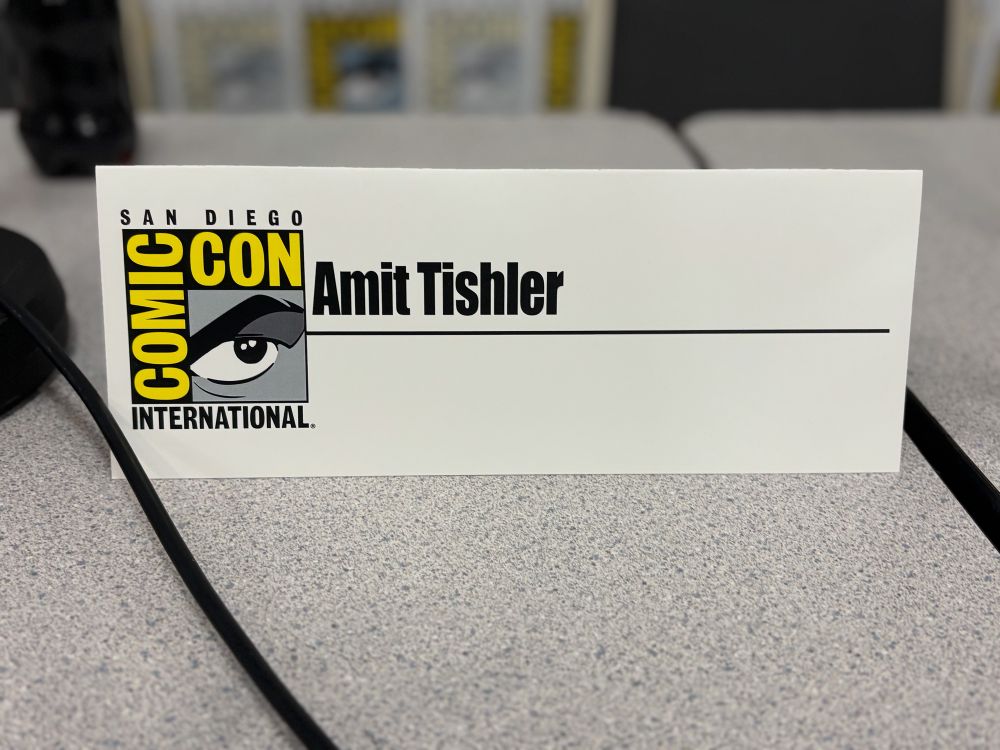 SAN DIEGO
COMIC CON
INTERNATIONAL®
Amit Tishler